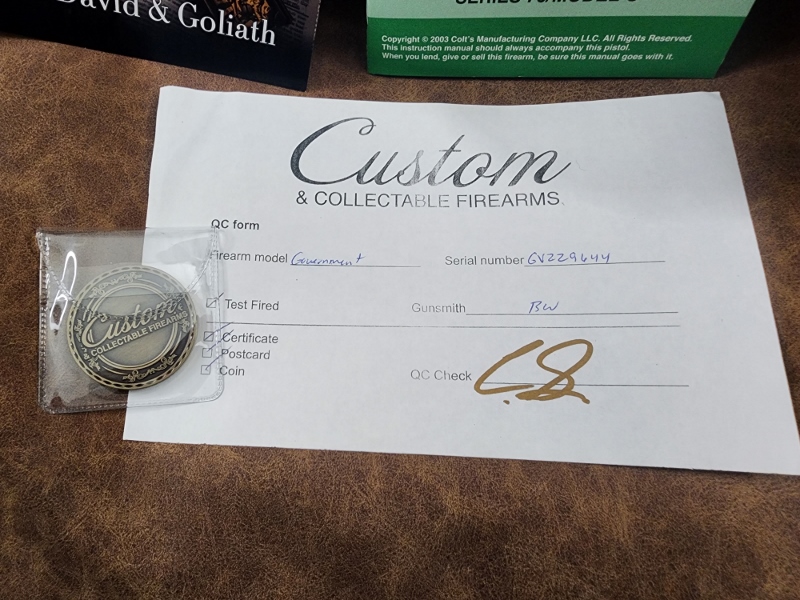 David & Goliath
Copyright © 2003 Colt's Manufacturing Company LLC. All Rights Reserved.
This instruction manual should always accompany this pistol.
When you lend, give or sell this firearm, be sure this manual goes with it.
Custom
& COLLECTABLE FIREARMS
QC form
Firearm model Government
Serial number GV229644
Test Fired
Gunsmith BW
Certificate
Postcard
Coin
QC Check
Custom
& COLLECTABLE FIREARMS